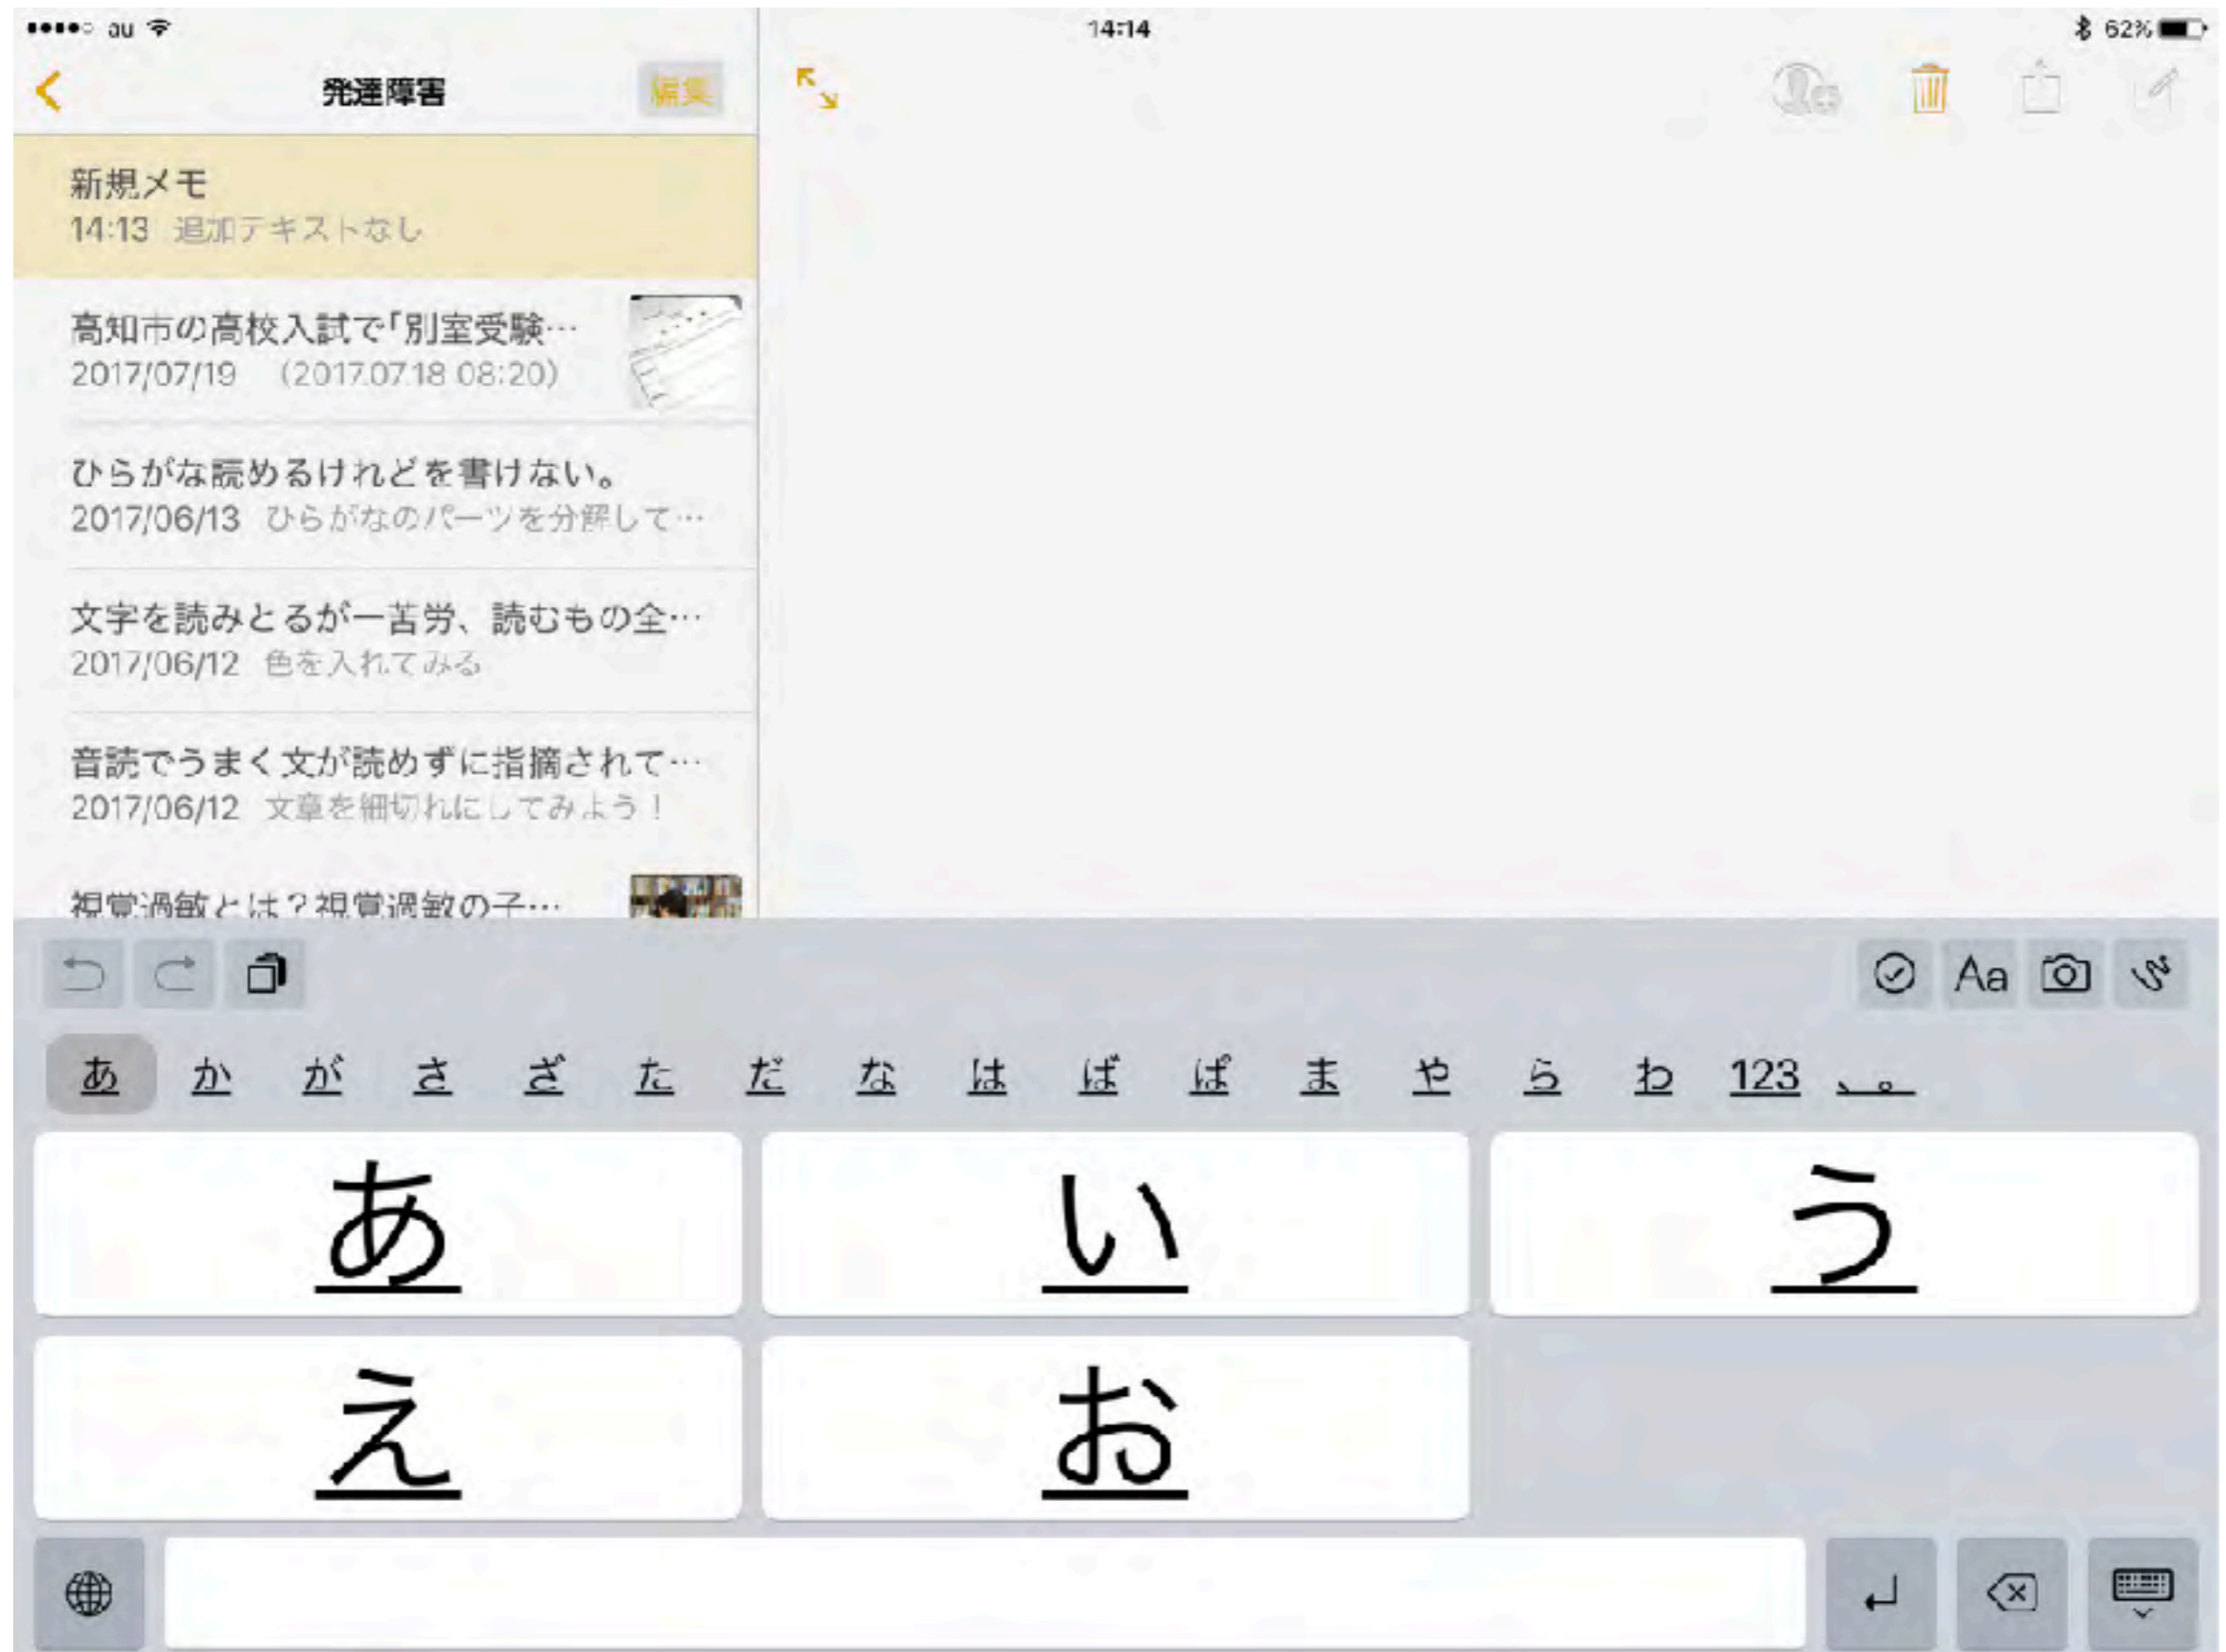 au
14:14
62%
発達障害
編集
新規メモ
14:13 追加テキストなし
高知市の高校入試で「別室受験…
2017/07/19 （2017.07.18 08:20）
ひらがな読めるけれどを書けない。
2017/06/13 ひらがなのパーツを分解して…
文字を読みとるが一苦労、読むもの全…
2017/06/12 色を入れてみる
音読でうまく文が読めずに指摘されて…
2017/06/12 文章を細切れにしてみよう！
視覚過敏とは？視覚過敏の子…
Aa
あ か が さ ざ た だ な は ば ぱ ま や ら わ 123 、。
あ い う
え お